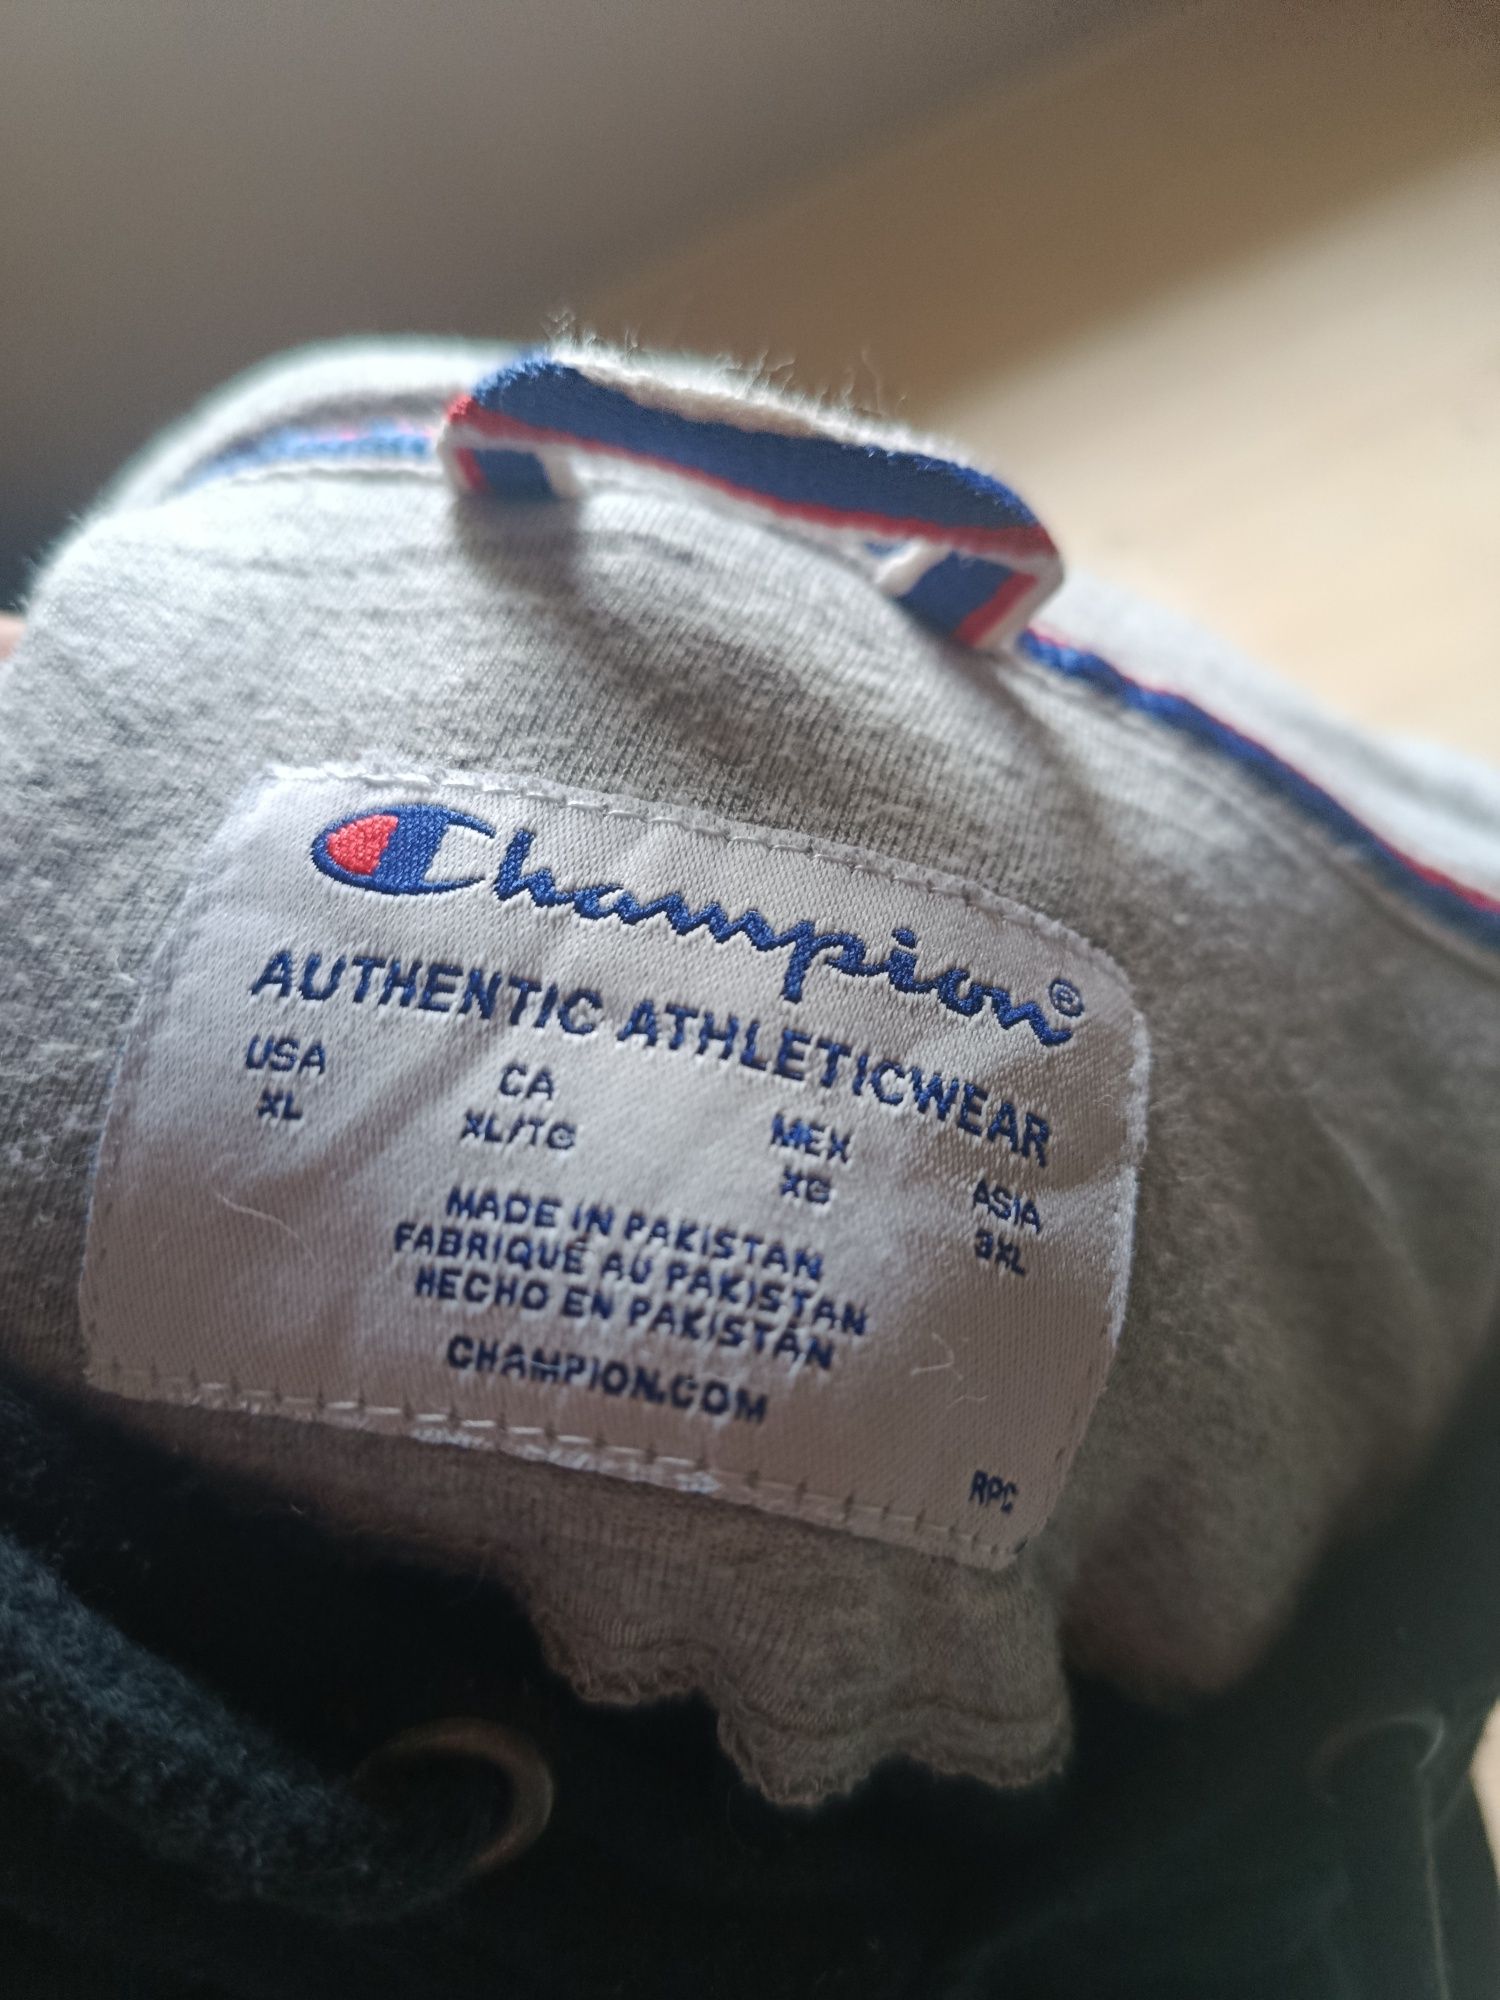 Champion®
AUTHENTIC ATHLETICWEAR
USA CA MEX ASIA
XL XL/TG XG 3XL
MADE IN PAKISTAN
FABRIQUÉ AU PAKISTAN
HECHO EN PAKISTÁN
CHAMPION.COM
RPC